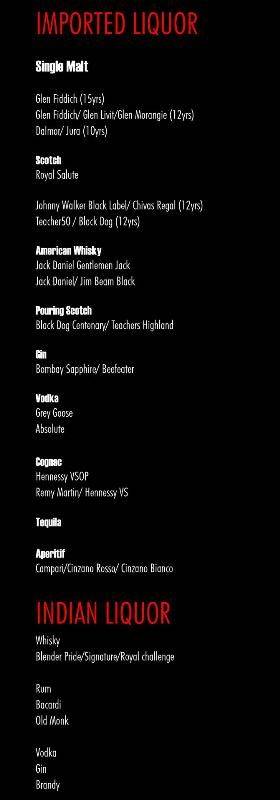 IMPORTED LIQUOR
Single Malt
Glen Fiddich (15yrs)
Glen Fiddich/ Glen Livit/Glen Morangie (12yrs)
Dalmor/ Jura (10yrs)
Scotch
Royal Salute
Johnny Walker Black Label/ Chivas Regal (12yrs)
Teacher50 / Black Dog (12yrs)
American Whisky
Jack Daniel Gentlemen Jack
Jack Daniel/ Jim Beam Black
Pouring Scotch
Black Dog Centenary/ Teachers Highland
Gin
Bombay Sapphire/ Beefeater
Vodka
Grey Goose
Absolute
Cognac
Hennessy VSOP
Remy Martin/ Hennessy VS
Tequila
Aperitif
Campari/Cinzano Rosso/ Cinzano Bianco
INDIAN LIQUOR
Whisky
Blender Pride/Signature/Royal challenge
Rum
Bacardi
Old Monk
Vodka
Gin
Brandy